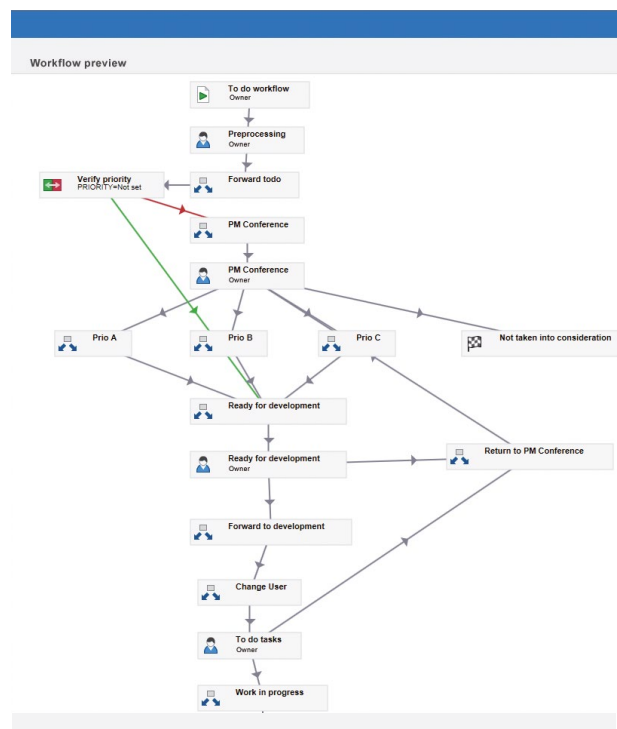 Workflow preview
To do workflow
Owner
Preprocessing
Owner
Verify priority
PRIORITY=Not set
Forward todo
PM Conference
PM Conference
Owner
Prio A
Prio B
Prio C
Not taken into consideration
Ready for development
Ready for development
Owner
Return to PM Conference
Forward to development
Change User
To do tasks
Owner
Work in progress